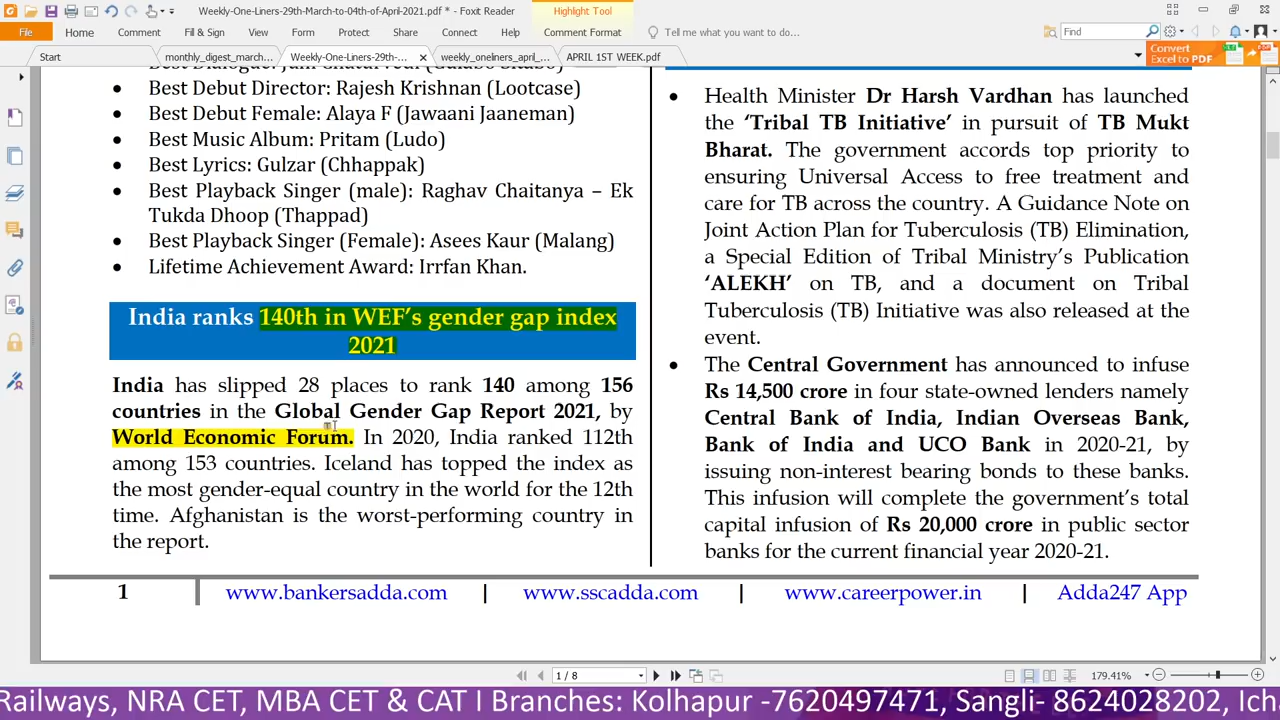 Weekly-One-Liners-29th-March-to-04th-of-April-2021.pdf * - Foxit Reader
Highlight Tool
File
Home
Comment
Fill & Sign
View
Form
Protect
Share
Connect
Help
Comment Format
Tell me what you want to do...
Find
Start
monthly_digest_march...
Weekly-One-Liners-29th-...
weekly_oneliners_april_...
APRIL 1ST WEEK.pdf
Convert
Excel to PDF
• Best Debut Director: Rajesh Krishnan (Lootcase)
• Best Debut Female: Alaya F (Jawaani Jaaneman)
• Best Music Album: Pritam (Ludo)
• Best Lyrics: Gulzar (Chhappak)
• Best Playback Singer (male): Raghav Chaitanya – Ek
Tukda Dhoop (Thappad)
• Best Playback Singer (Female): Asees Kaur (Malang)
• Lifetime Achievement Award: Irrfan Khan.
India ranks 140th in WEF's gender gap index
2021
India has slipped 28 places to rank 140 among 156
countries in the Global Gender Gap Report 2021, by
World Economic Forum. In 2020, India ranked 112th
among 153 countries. Iceland has topped the index as
the most gender-equal country in the world for the 12th
time. Afghanistan is the worst-performing country in
the report.
• Health Minister Dr Harsh Vardhan has launched
the 'Tribal TB Initiative' in pursuit of TB Mukt
Bharat. The government accords top priority to
ensuring Universal Access to free treatment and
care for TB across the country. A Guidance Note on
Joint Action Plan for Tuberculosis (TB) Elimination,
a Special Edition of Tribal Ministry's Publication
'ALEKH' on TB, and a document on Tribal
Tuberculosis (TB) Initiative was also released at the
event.
• The Central Government has announced to infuse
Rs 14,500 crore in four state-owned lenders namely
Central Bank of India, Indian Overseas Bank,
Bank of India and UCO Bank in 2020-21, by
issuing non-interest bearing bonds to these banks.
This infusion will complete the government's total
capital infusion of Rs 20,000 crore in public sector
banks for the current financial year 2020-21.
1 | www.bankersadda.com | www.sscadda.com | www.careerpower.in | Adda247 App
1 / 8
179.41%
Railways, NRA CET, MBA CET & CAT I Branches: Kolhapur -7620497471, Sangli- 8624028202, Icha